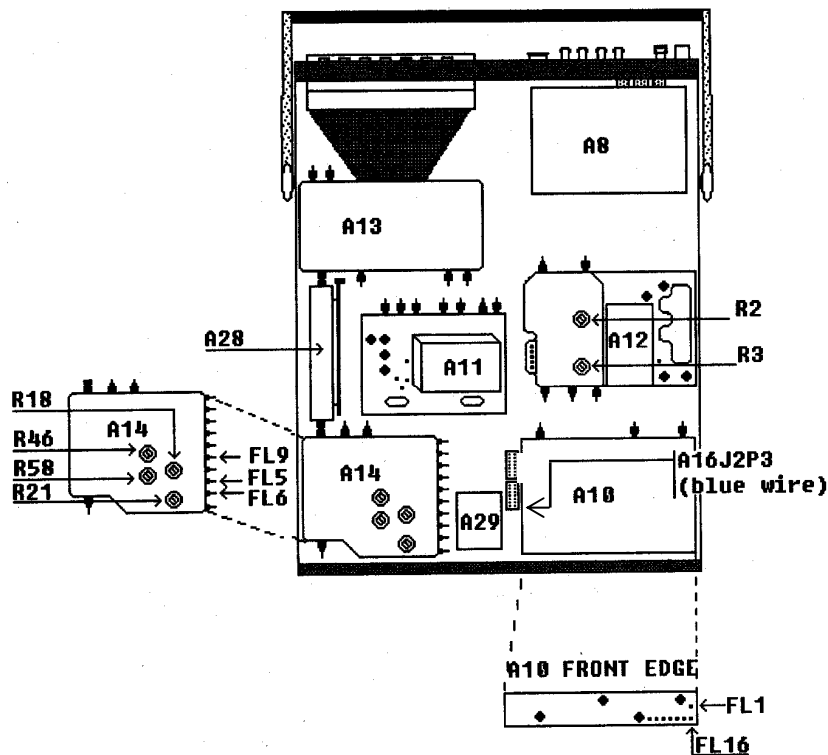 A8
A13
R2
A28
A11
A12
R3
R18
A14
R46
FL9
R58
FL5
R21
FL6
A14
A29
A10
A16J2P3
(blue wire)
A10 FRONT EDGE
FL1
FL16